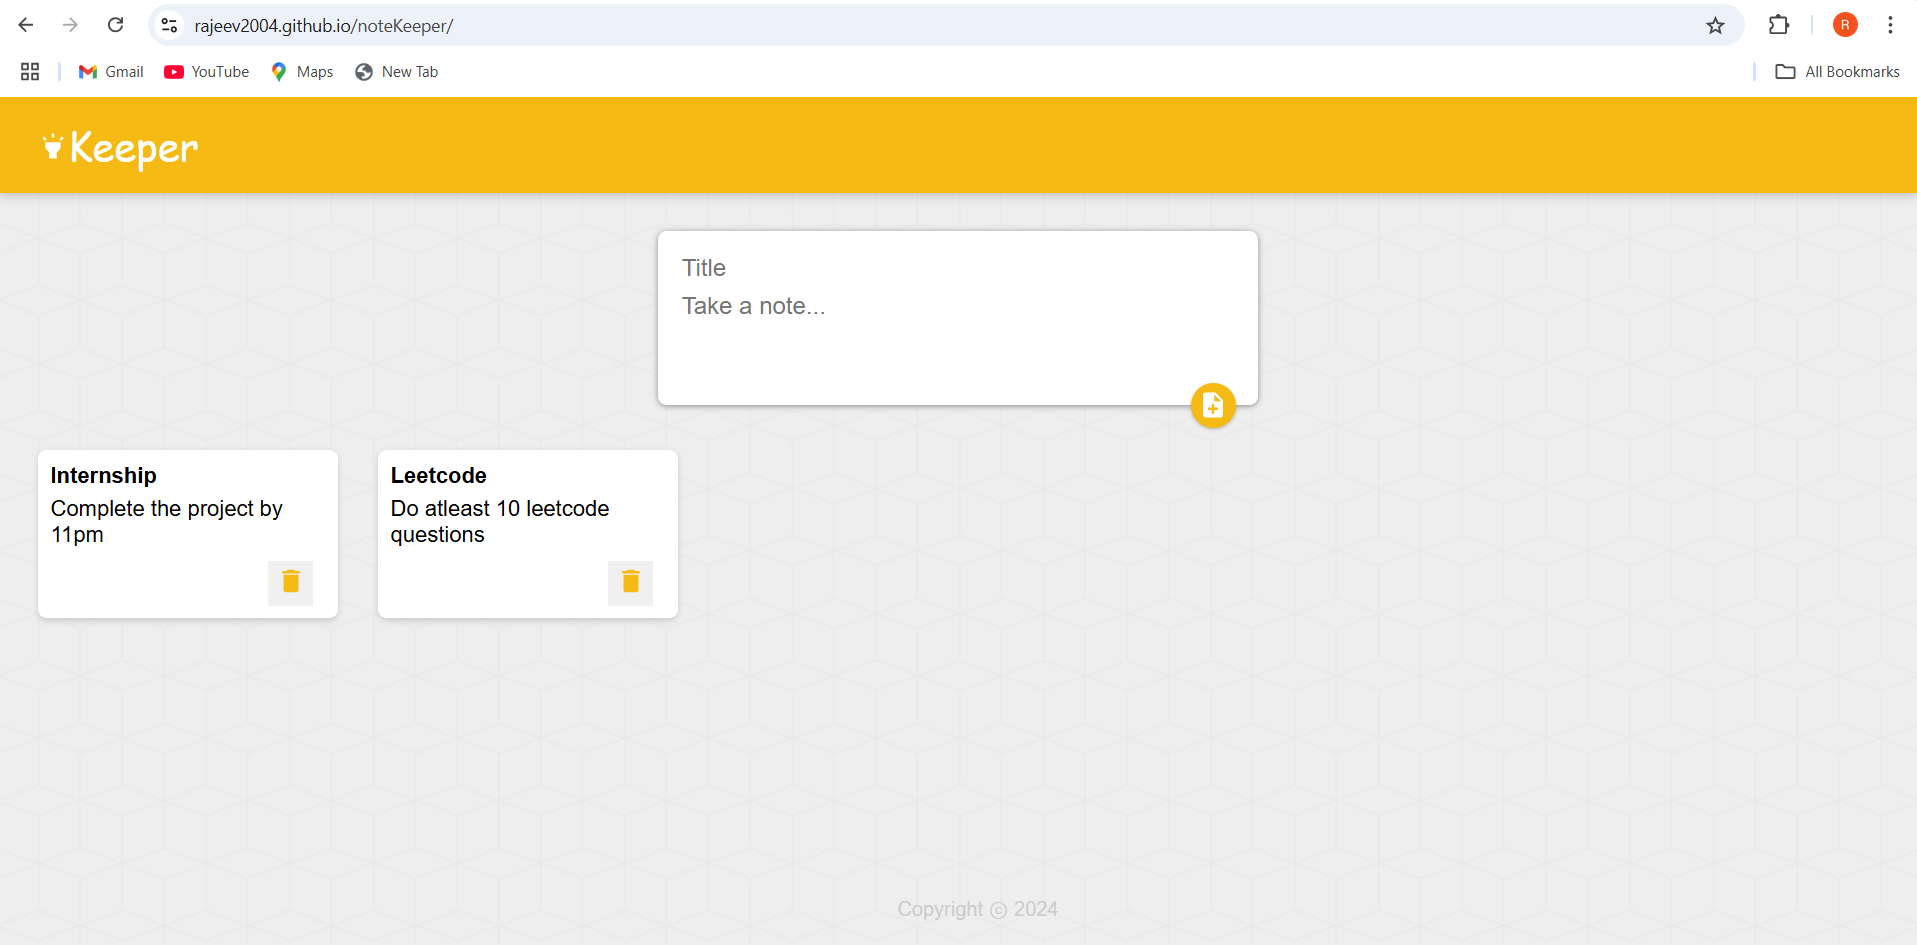 rajeev2004.github.io/noteKeeper/
R
Gmail YouTube Maps New Tab All Bookmarks
Keeper
Title
Take a note...
Internship
Complete the project by
11pm
Leetcode
Do atleast 10 leetcode
questions
Copyright © 2024